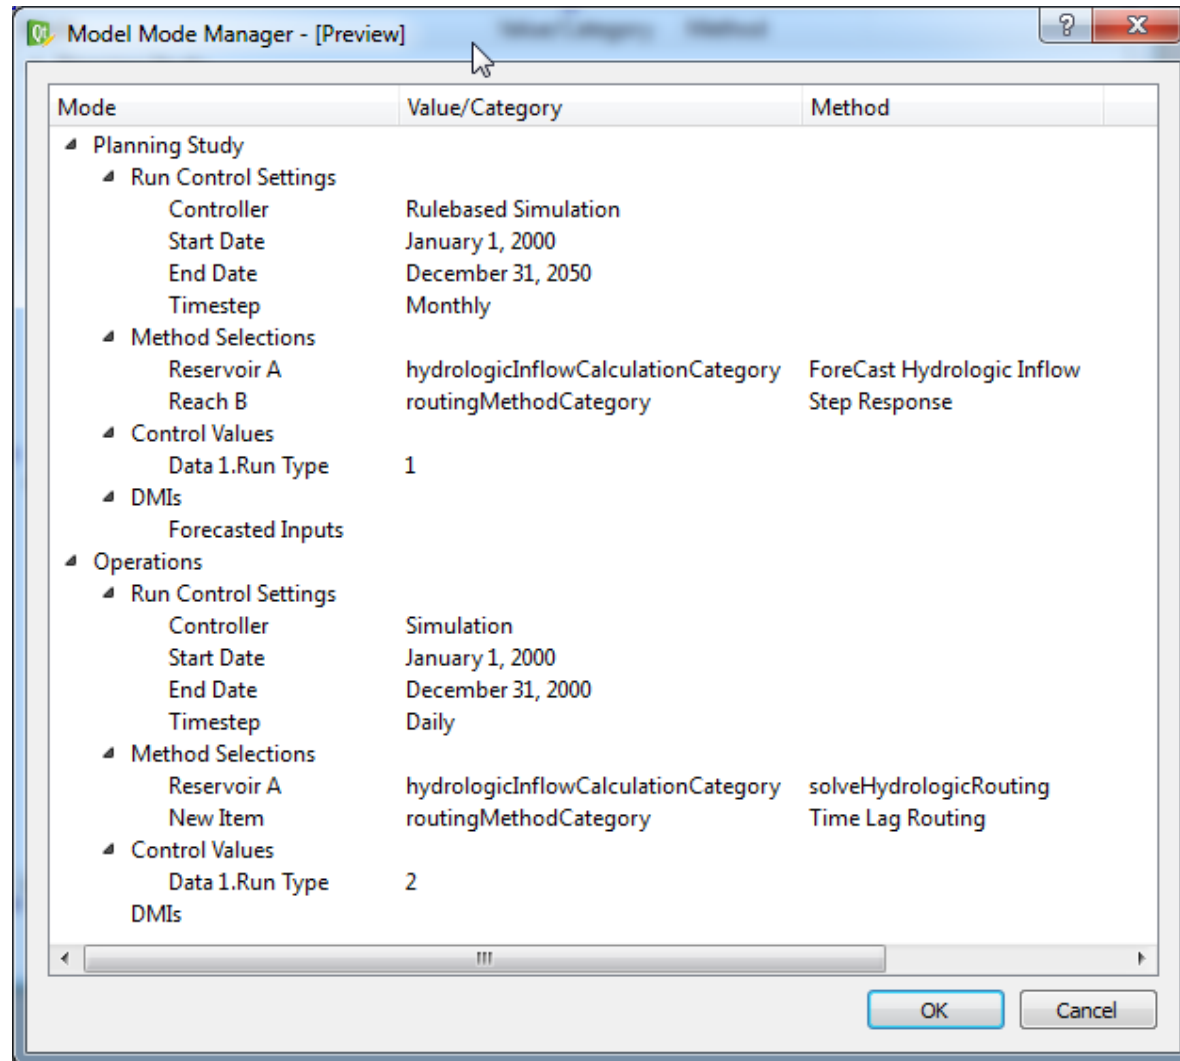 Model Mode Manager - [Preview]
Mode Value/Category Method
Planning Study
Run Control Settings
Controller Rulebased Simulation
Start Date January 1, 2000
End Date December 31, 2050
Timestep Monthly
Method Selections
Reservoir A hydrologicInflowCalculationCategory ForeCast Hydrologic Inflow
Reach B routingMethodCategory Step Response
Control Values
Data 1.Run Type 1
DMIs
Forecasted Inputs
Operations
Run Control Settings
Controller Simulation
Start Date January 1, 2000
End Date December 31, 2000
Timestep Daily
Method Selections
Reservoir A hydrologicInflowCalculationCategory solveHydrologicRouting
New Item routingMethodCategory Time Lag Routing
Control Values
Data 1.Run Type 2
DMIs
OK Cancel